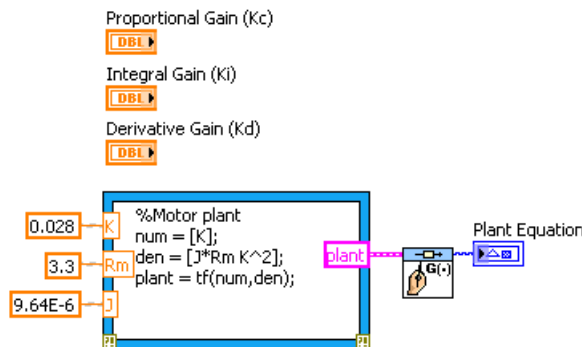 Proportional Gain (Kc)
DBL
Integral Gain (Ki)
DBL
Derivative Gain (Kd)
DBL
0.028
K
3.3
Rm
9.64E-6
J
%Motor plant
num = [K];
den = [J*Rm K^2];
plant = tf(num,den);
plant
G(·)
Plant Equation
?!
?!